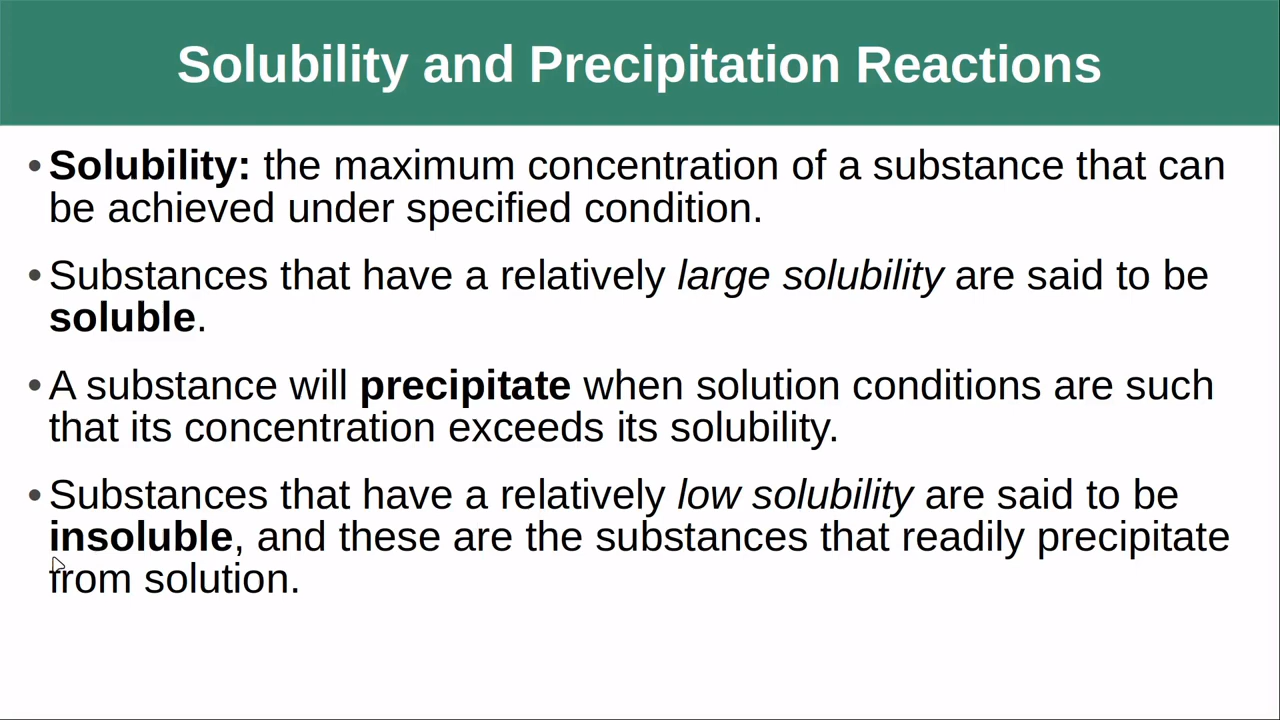 Solubility and Precipitation Reactions
•Solubility: the maximum concentration of a substance that can
be achieved under specified condition.
•Substances that have a relatively large solubility are said to be
soluble.
•A substance will precipitate when solution conditions are such
that its concentration exceeds its solubility.
•Substances that have a relatively low solubility are said to be
insoluble, and these are the substances that readily precipitate
from solution.